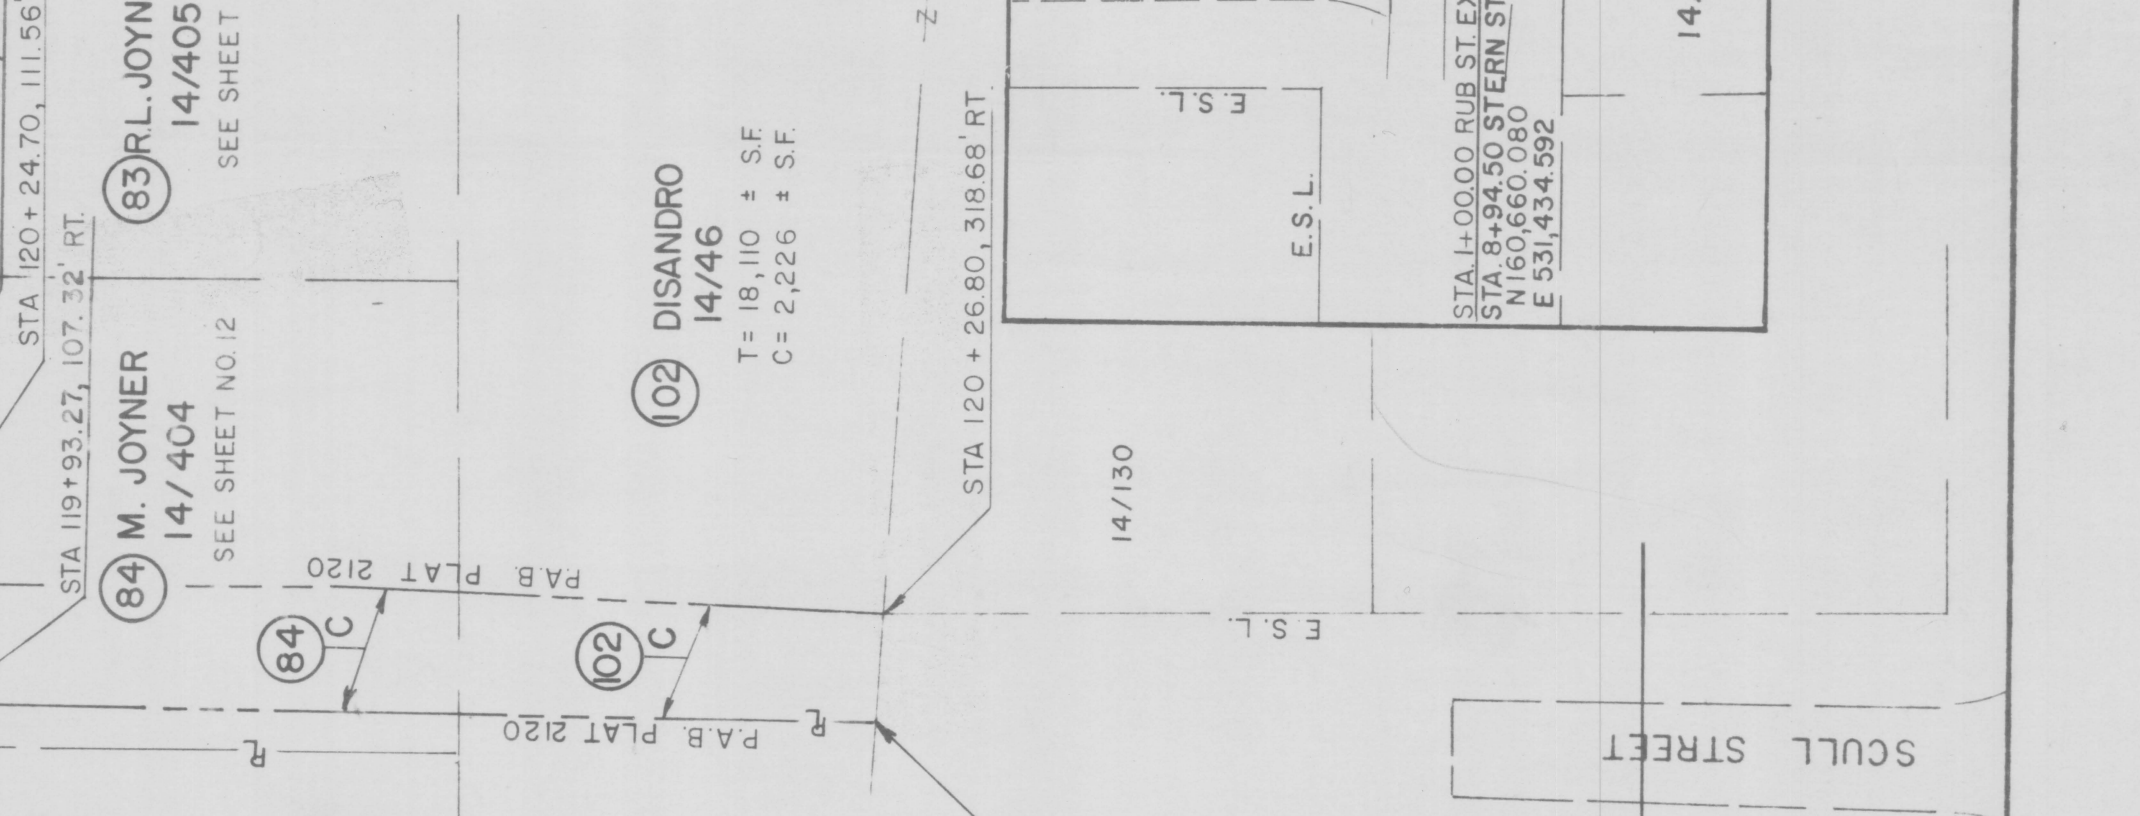 STA 120+24.70, 111.56'
STA 119+93.27, 107.32' RT.
83 R.L. JOYN
14/405
SEE SHEET
84 M. JOYNER
14/404
SEE SHEET NO. 12
P.A.B. PLAT 2120
84
C
102 DISANDRO
14/46
T= 18,110 ± S.F.
C= 2,226 ± S.F.
102
C
P.A.B. PLAT 2120
PL
PL
STA 120 + 26.80, 318.68' RT.
14/130
E.S.L.
E.S.L.
E.S.L.
STA. 1+00.00 RUB ST. EX
STA. 8+94.50 STERN ST
N 160,660.080
E 531,434.592
14/
SCULL STREET